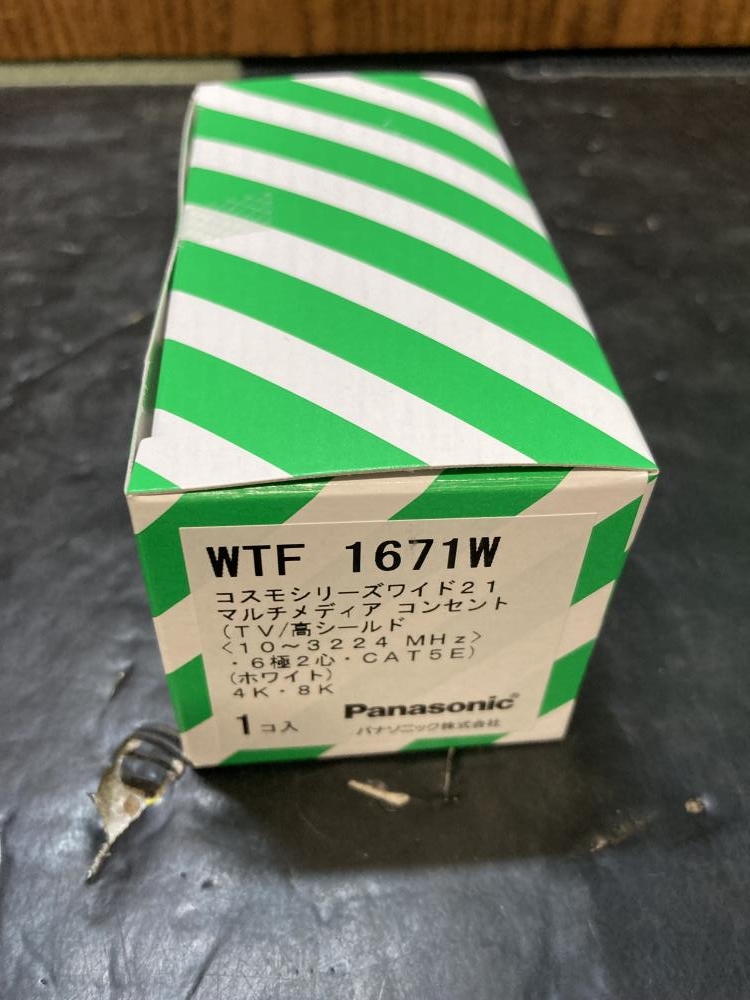 WTF 1671W
コスモシリーズワイド21
マルチメディア コンセント
(TV/高シールド
<10～3224 MHz>
・6極2心・CAT5E)
(ホワイト)
4K・8K
1コ入
Panasonic®
パナソニック株式会社